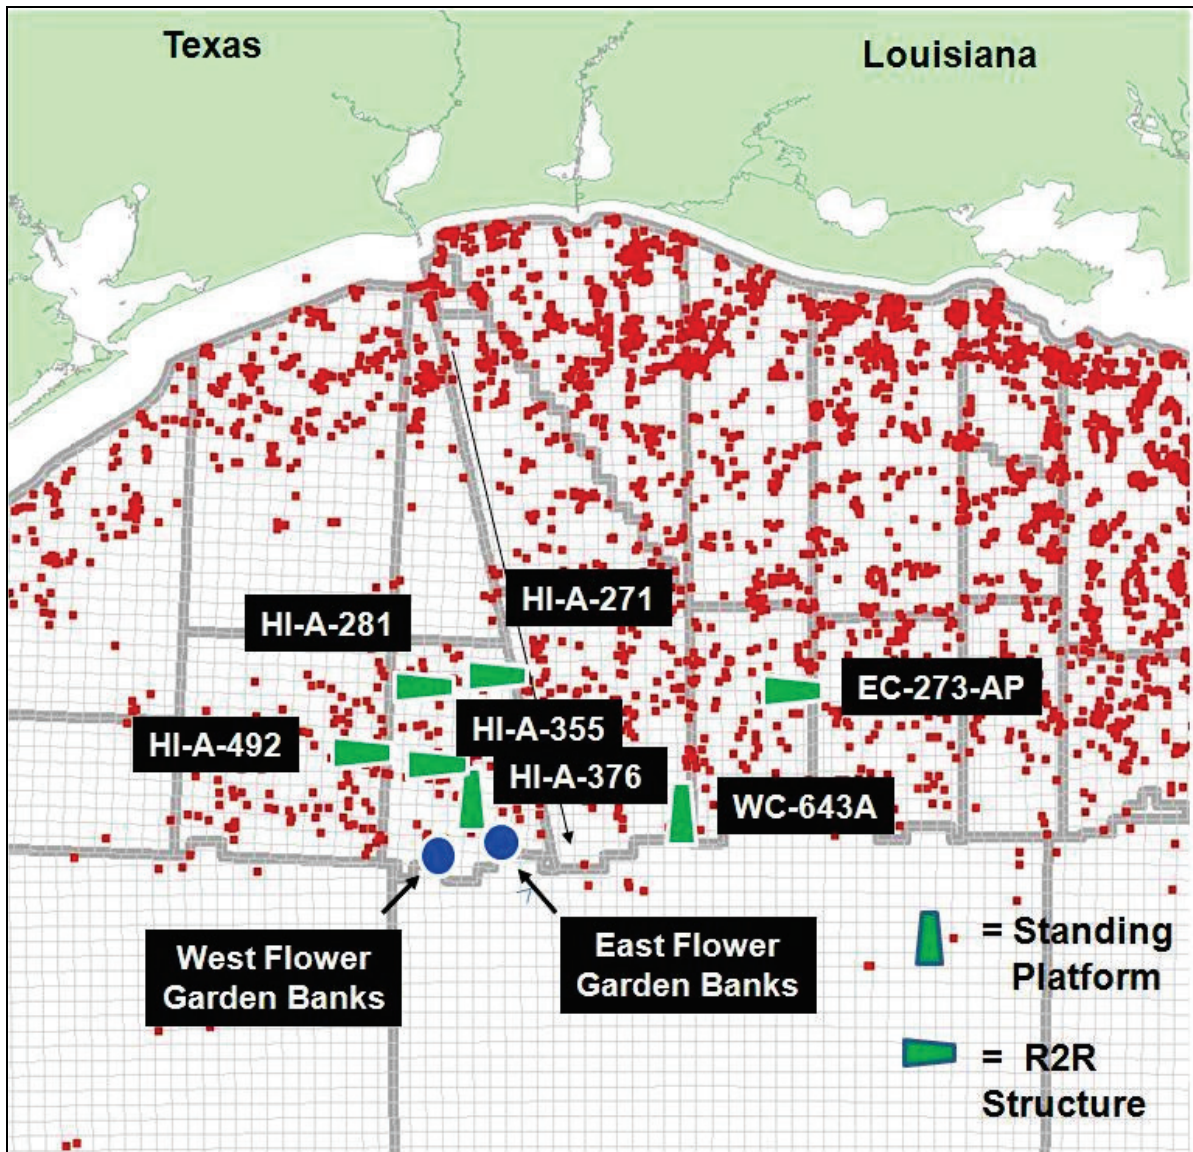 Texas
Louisiana
HI-A-271
HI-A-281
EC-273-AP
HI-A-355
HI-A-492
HI-A-376
WC-643A
West Flower
Garden Banks
East Flower
Garden Banks
= Standing
Platform
= R2R
Structure